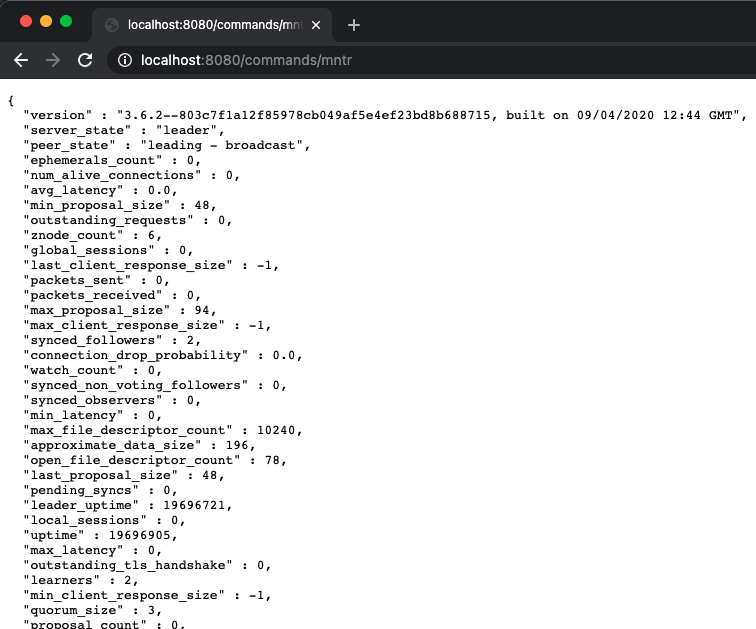 localhost:8080/commands/mnt
localhost:8080/commands/mntr
{
"version" : "3.6.2--803c7f1a12f85978cb049af5e4ef23bd8b688715, built on 09/04/2020 12:44 GMT",
"server_state" : "leader",
"peer_state" : "leading - broadcast",
"ephemerals_count" : 0,
"num_alive_connections" : 0,
"avg_latency" : 0.0,
"min_proposal_size" : 48,
"outstanding_requests" : 0,
"znode_count" : 6,
"global_sessions" : 0,
"last_client_response_size" : -1,
"packets_sent" : 0,
"packets_received" : 0,
"max_proposal_size" : 94,
"max_client_response_size" : -1,
"synced_followers" : 2,
"connection_drop_probability" : 0.0,
"watch_count" : 0,
"synced_non_voting_followers" : 0,
"synced_observers" : 0,
"min_latency" : 0,
"max_file_descriptor_count" : 10240,
"approximate_data_size" : 196,
"open_file_descriptor_count" : 78,
"last_proposal_size" : 48,
"pending_syncs" : 0,
"leader_uptime" : 19696721,
"local_sessions" : 0,
"uptime" : 19696905,
"max_latency" : 0,
"outstanding_tls_handshake" : 0,
"learners" : 2,
"min_client_response_size" : -1,
"quorum_size" : 3,
"proposal_count" : 0,